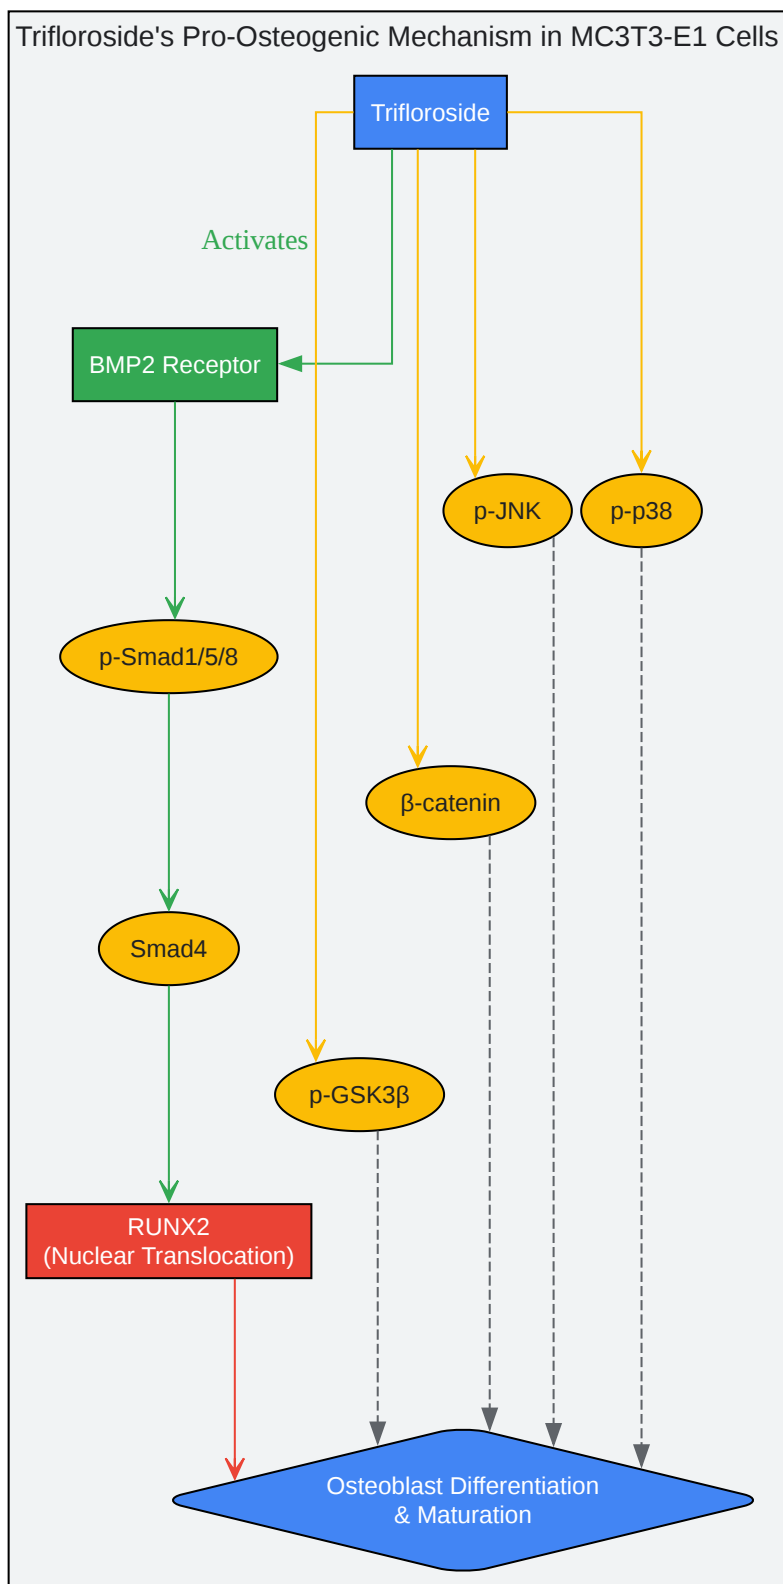 Trifloroside's Pro-Osteogenic Mechanism in MC3T3-E1 Cells
Trifloroside
Activates
BMP2 Receptor
p-JNK
p-p38
p-Smad1/5/8
β-catenin
Smad4
p-GSK3β
RUNX2
(Nuclear Translocation)
Osteoblast Differentiation
& Maturation